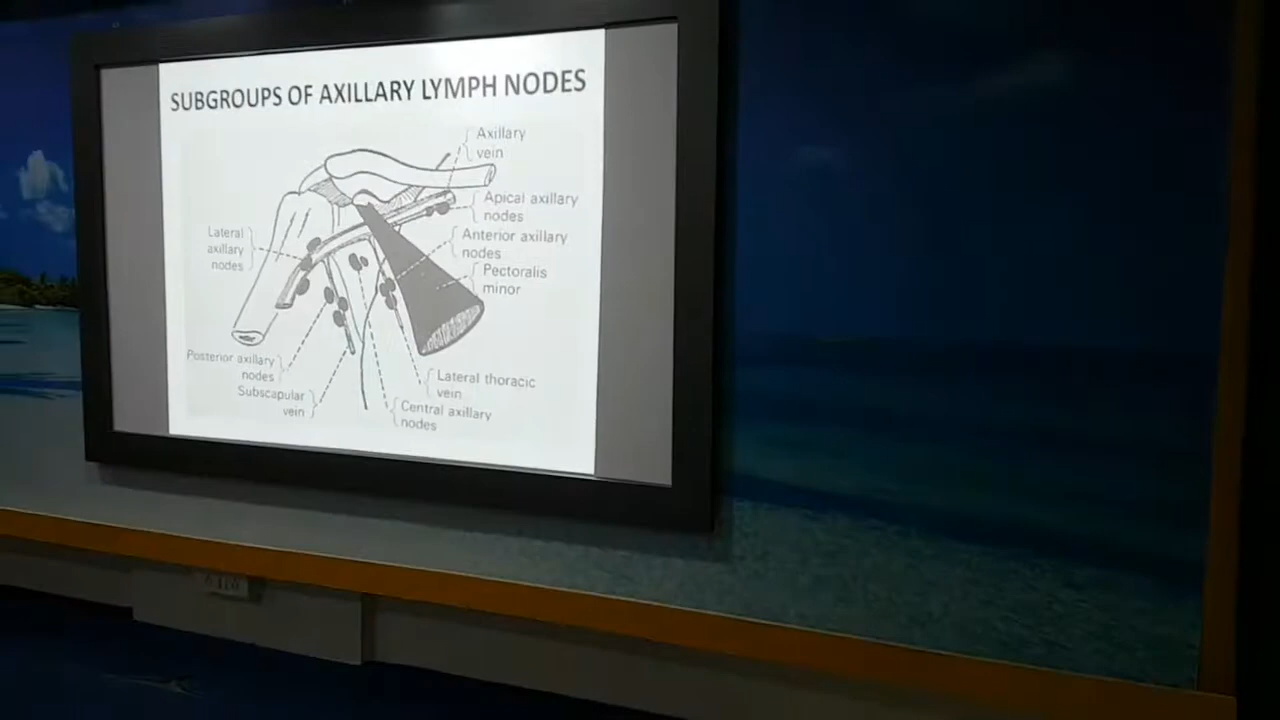 SUBGROUPS OF AXILLARY LYMPH NODES
Axillary
vein
Apical axillary
nodes
Anterior axillary
nodes
Pectoralis
minor
Lateral
axillary
nodes
Posterior axillary
nodes
Subscapular
vein
Lateral thoracic
vein
Central axillary
nodes